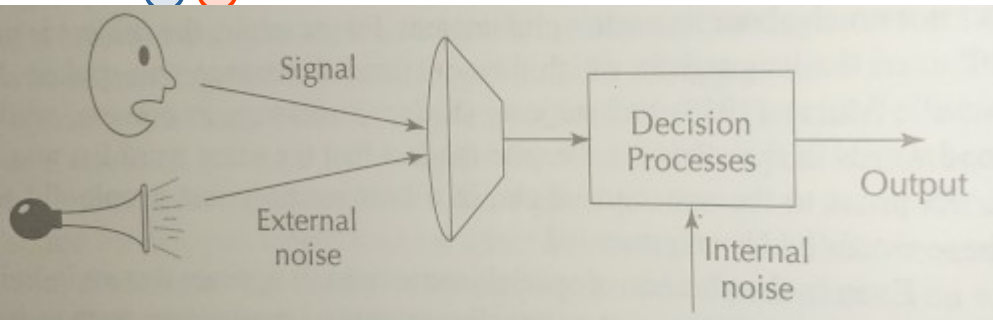 Signal
External
noise
Decision
Processes
Output
Internal
noise